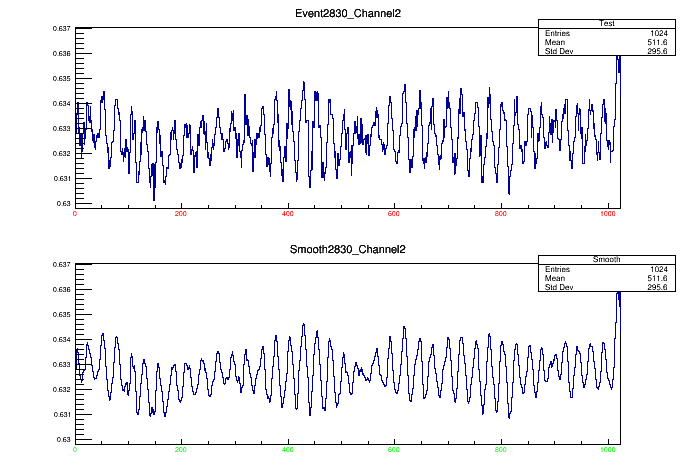 Event2830_Channel2
Test
Entries 1024
Mean 511.6
Std Dev 295.6
0.637
0.636
0.635
0.634
0.633
0.632
0.631
0.63
0 200 400 600 800 1000
Smooth2830_Channel2
Smooth
Entries 1024
Mean 511.6
Std Dev 295.6
0.637
0.636
0.635
0.634
0.633
0.632
0.631
0.63
0 200 400 600 800 1000